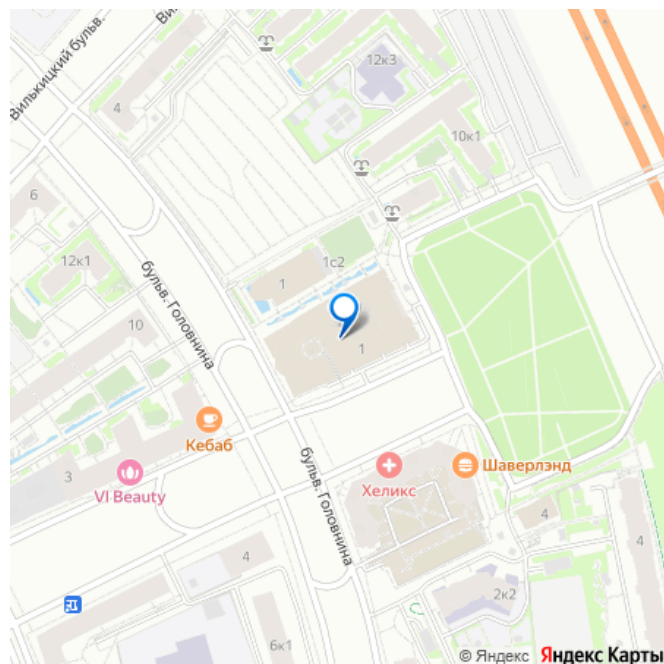 Вилькицкий бульв.
Ви
4
12к3
10к1
6
12к1
1
1с2
бульв. Головнина
10
1
Кебаб
3
VI Beauty
бульв. Головнина
Хеликс
Шаверлэнд
4
4
4
2к2
6к1
© Яндекс Яндекс Карты